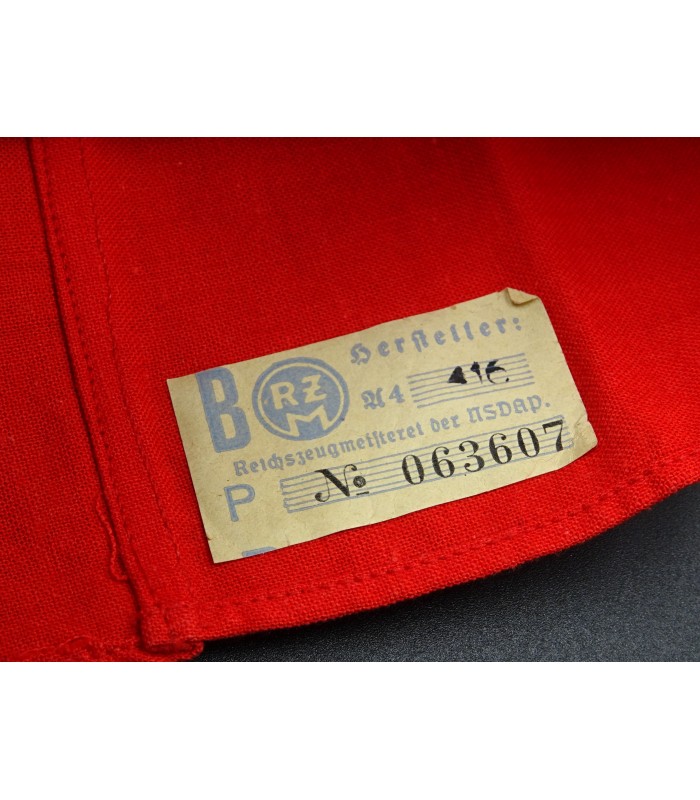 B RZM Hersteller:
A4 416
Reichszeugmeisterei der NSDAP.
P № 063607